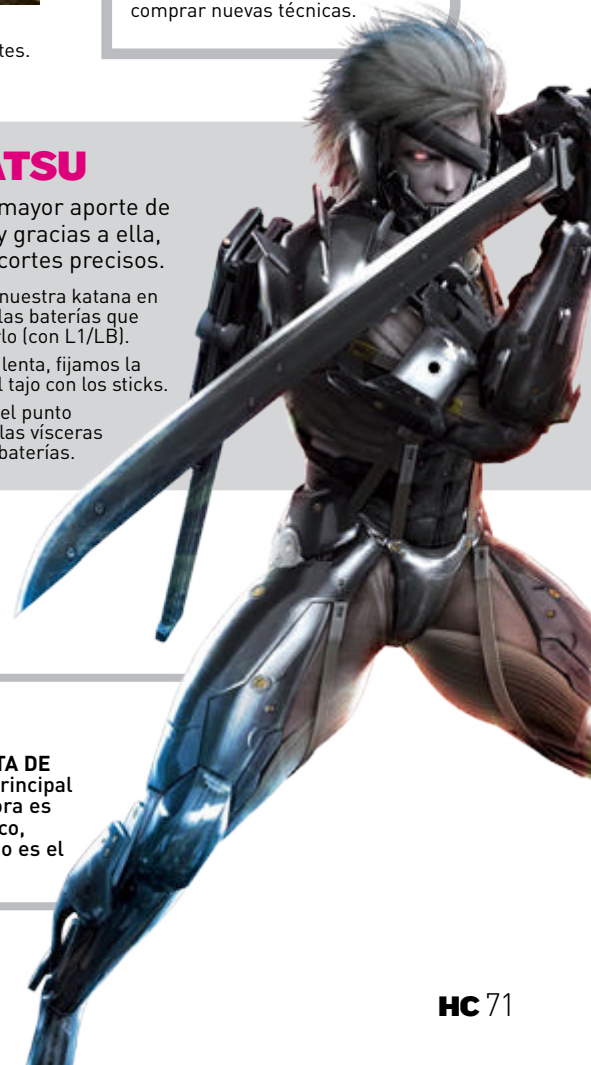 comprar nuevas técnicas.
tes.
ATSU
mayor aporte de
y gracias a ella,
cortes precisos.
nuestra katana en
las baterías que
rlo (con L1/LB).
lenta, fijamos la
l tajo con los sticks.
el punto
las vísceras
baterías.
TA DE
rincipal
ora es
co,
o es el
HC 71